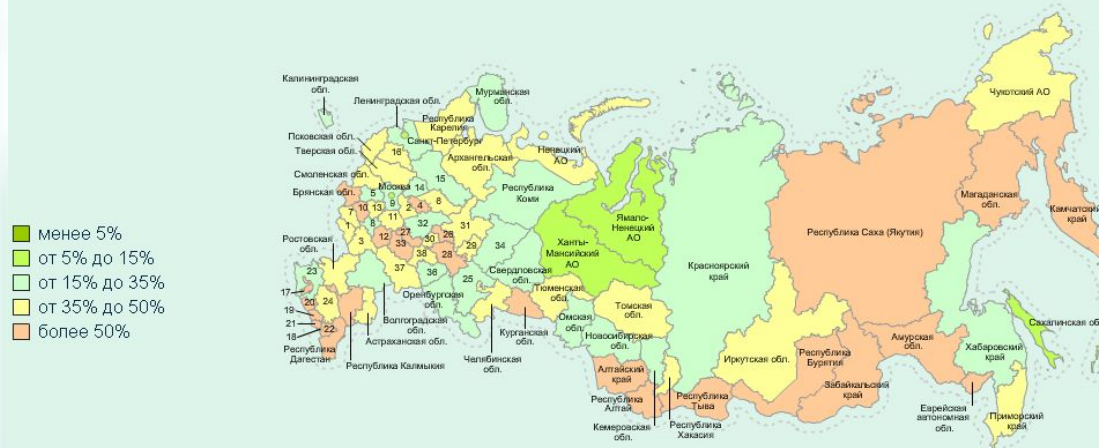 менее 5%
от 5% до 15%
от 15% до 35%
от 35% до 50%
более 50%
Калининградская
обл.
Ленинградская обл.
Мурманская
обл.
Республика
Карелия
Санкт-Петербург
Псковская обл.
Тверская обл.
Смоленская обл.
Брянская обл.
Москва
Архангельская
обл.
Ненецкий
АО
Республика
Коми
Ямало-
Ненецкий
АО
Ханты-
Мансийский
АО
Красноярский
край
Республика Саха (Якутия)
Чукотский АО
Магаданская
обл.
Камчатский
край
Сахалинская об
Хабаровский
край
Приморский
край
Еврейская
автономная
обл.
Амурская
обл.
Забайкальский
край
Республика
Бурятия
Иркутская обл.
Республика
Тыва
Республика
Хакасия
Кемеровская
обл.
Республика
Алтай
Алтайский
край
Новосибирская
обл.
Томская
обл.
Омская
обл.
Тюменская
обл.
Свердловская
обл.
Курганская
обл.
Челябинская
обл.
Оренбургская
обл.
Волгоградская
обл.
Астраханская обл.
Республика Калмыкия
Республика
Дагестан
Ростовская
обл.
16
15
5
9
14
7
10
13
2
4
8
1
8
11
32
31
3
12
27
33
30
26
29
38
28
34
37
36
25
23
17
20
24
19
21
18
22